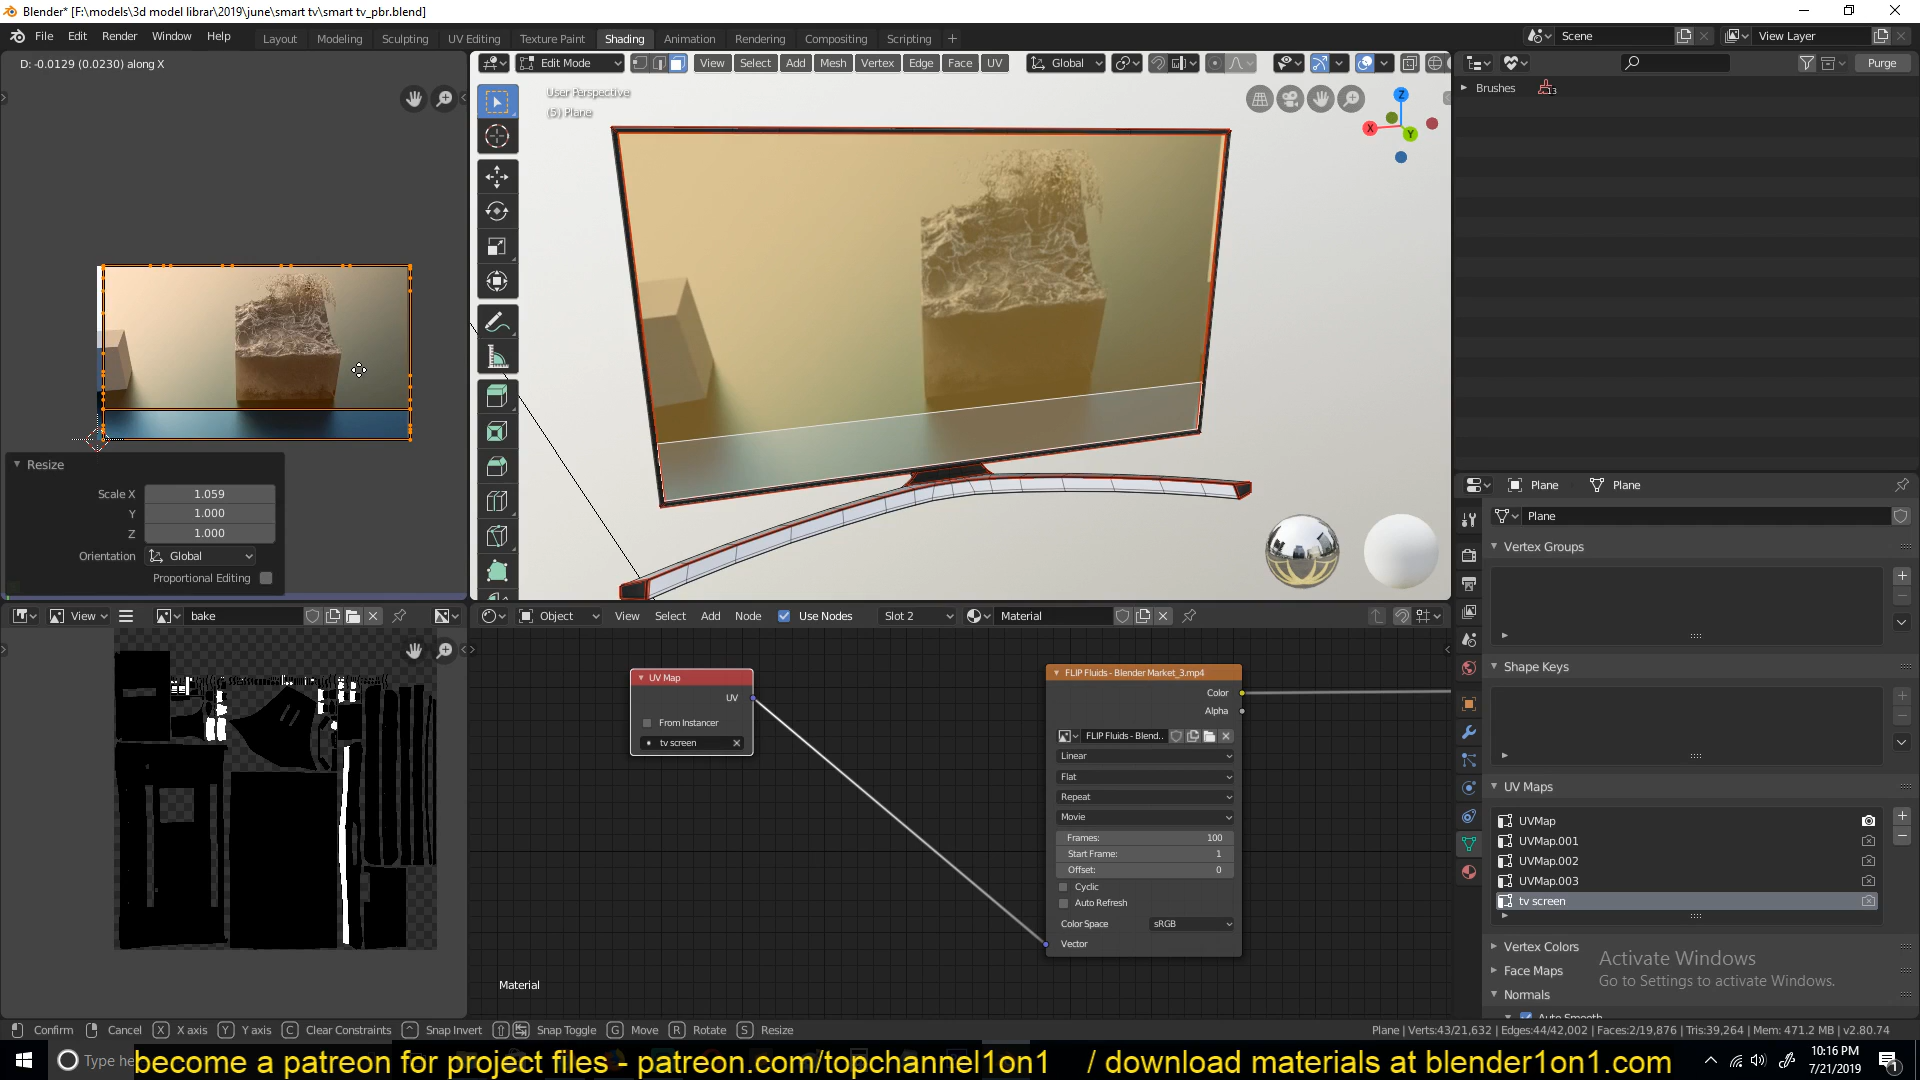 Blender* [F:\models\3d model librar\2019\june\smart tv\smart tv_pbr.blend]
File Edit Render Window Help
Layout Modeling Sculpting UV Editing Texture Paint Shading Animation Rendering Compositing Scripting
Scene
View Layer
D: -0.0129 (0.0230) along X
Edit Mode
View Select Add Mesh Vertex Edge Face UV
Global
Purge
User Perspective
(5) Plane
Brushes
13
Z
X
Y
Resize
Scale X 1.059
Y 1.000
Z 1.000
Orientation Global
Proportional Editing
Plane Plane
Plane
Vertex Groups
Shape Keys
UV Maps
UVMap
UVMap.001
UVMap.002
UVMap.003
tv screen
Vertex Colors
Face Maps
Normals
Auto Smooth
Activate Windows
Go to Settings to activate Windows.
View
bake
Object
View Select Add Node
Use Nodes
Slot 2
Material
UV Map
UV
From Instancer
tv screen
FLIP Fluids - Blender Market_3.mp4
Color
Alpha
FLIP Fluids - Blend..
Linear
Flat
Repeat
Movie
Frames: 100
Start Frame: 1
Offset: 0
Cyclic
Auto Refresh
Color Space sRGB
Vector
Material
Confirm Cancel X X axis Y Y axis C Clear Constraints Snap Invert Snap Toggle G Move R Rotate S Resize
Plane | Verts:43/21,632 | Edges:44/42,002 | Faces:2/19,876 | Tris:39,264 | Mem: 471.2 MB | v2.80.74
Type he
become a patreon for project files - patreon.com/topchannel1on1 / download materials at blender1on1.com
10:16 PM
7/21/2019
1